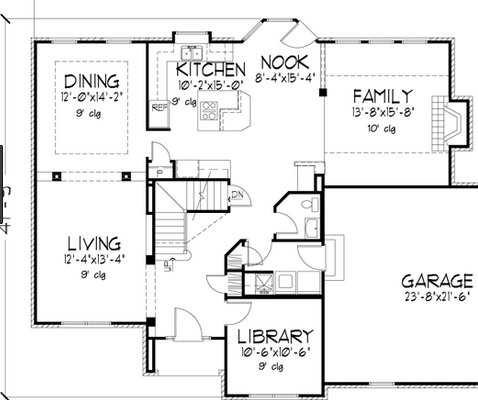 DINING
12'-0"x14'-2"
9' clg
KITCHEN
10'-2"x15'-0"
9' clg
NOOK
8'-4"x15'-4"
FAMILY
13'-8"x15'-8"
10' clg
P
DN
LIVING
12'-4"x13'-4"
9' clg
GARAGE
23'-8"x21'-6"
LIBRARY
10'-6"x10'-6"
9' clg